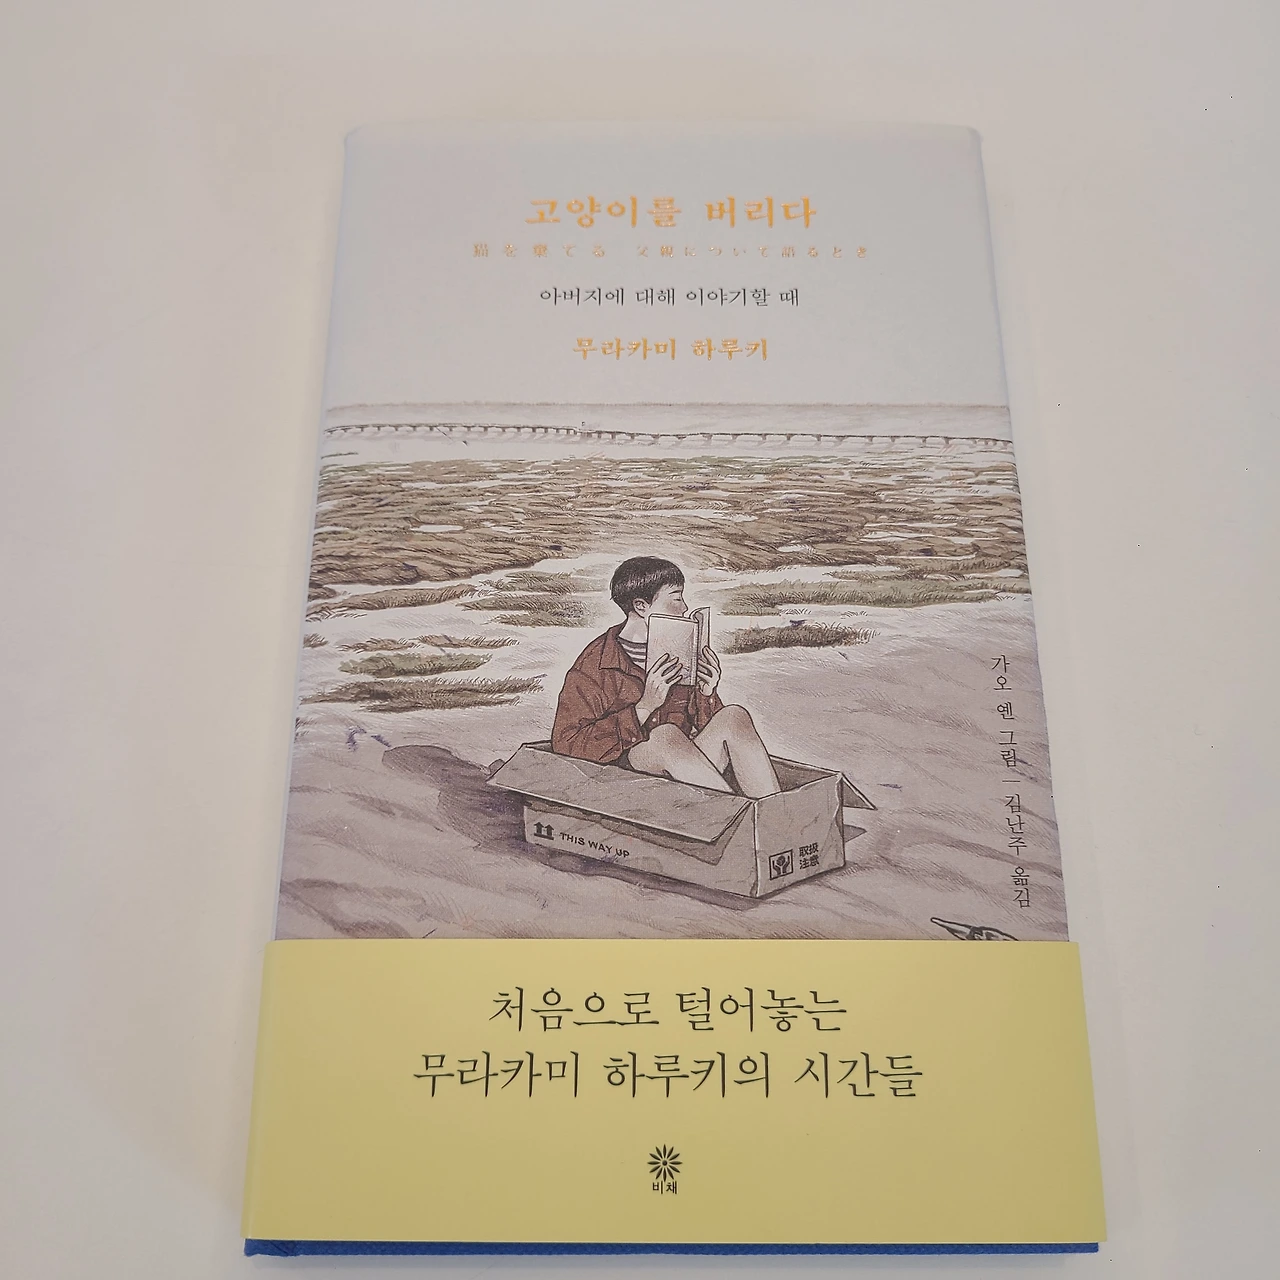 고양이를 버리다
猫を棄てる 父親について語るとき
아버지에 대해 이야기할 때
무라카미 하루키
가오 옌 그림 | 김난주 옮김
THIS WAY UP
取扱
注意
처음으로 털어놓는
무라카미 하루키의 시간들
비채